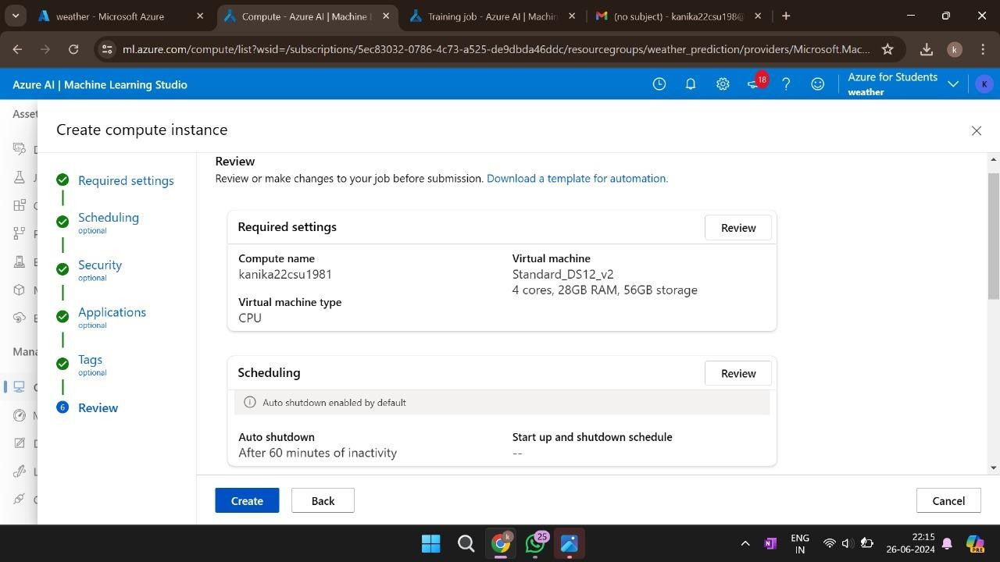 weather - Microsoft Azure
Compute - Azure AI | Machine L
Training job - Azure AI | Machin
(no subject) - kanika22csu198@
ml.azure.com/compute/list?wsid=/subscriptions/5ec83032-0786-4c73-a525-de9dbda46ddc/resourcegroups/weather_prediction/providers/Microsoft.Mac...
k
Azure AI | Machine Learning Studio
18
Azure for Students
weather
K
Asset
Create compute instance
Required settings
Scheduling
optional
Security
optional
Applications
optional
Tags
optional
6
Review
Mana
Review
Review or make changes to your job before submission. Download a template for automation.
Required settings
Review
Compute name
kanika22csu1981
Virtual machine
Standard_DS12_v2
4 cores, 28GB RAM, 56GB storage
Virtual machine type
CPU
Scheduling
Review
Auto shutdown enabled by default
Auto shutdown
After 60 minutes of inactivity
Start up and shutdown schedule
--
Create
Back
Cancel
k
25
ENG
IN
22:15
26-06-2024
PRE